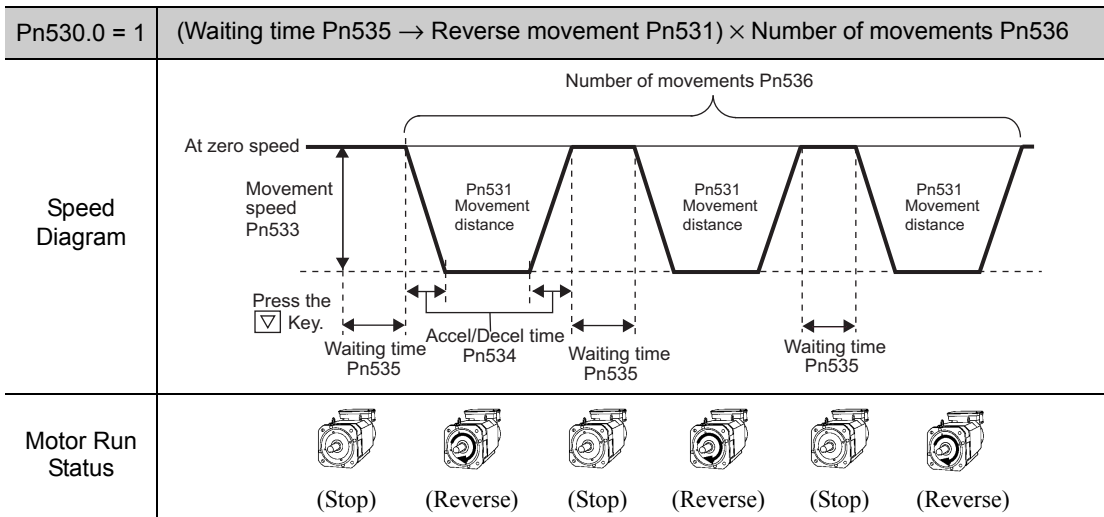 Pn530.0 = 1
(Waiting time Pn535 → Reverse movement Pn531) × Number of movements Pn536
Speed
Diagram
Number of movements Pn536
At zero speed
Movement
speed
Pn533
Pn531
Movement
distance
Pn531
Movement
distance
Pn531
Movement
distance
Press the
▽ Key.
Waiting time
Pn535
Accel/Decel time
Pn534
Waiting time
Pn535
Waiting time
Pn535
Motor Run
Status
(Stop)
(Reverse)
(Stop)
(Reverse)
(Stop)
(Reverse)